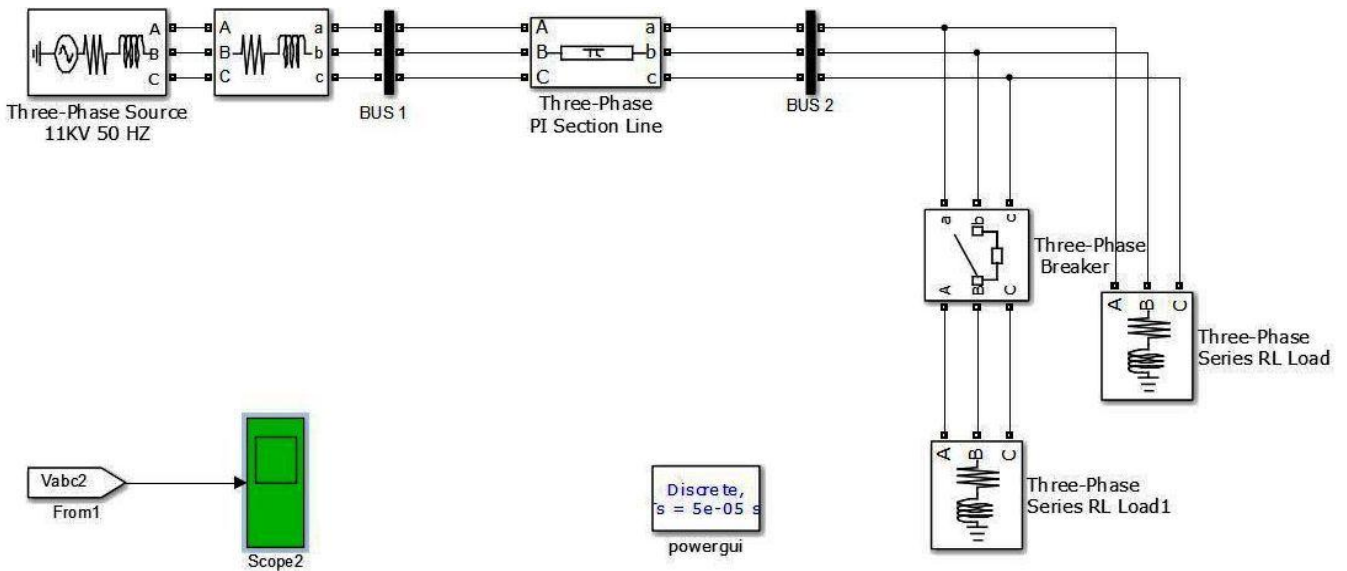 A
B
C
A
B
C
a
b
c
A
B
C
a
b
c
Three-Phase Source
11KV 50 HZ
BUS 1
Three-Phase
PI Section Line
BUS 2
a
b
c
A
B
C
Three-Phase
Breaker
A
B
C
Three-Phase
Series RL Load
A
B
C
Three-Phase
Series RL Load1
Vabc2
From1
Scope2
Discrete,
s = 5e-05 s
powergui